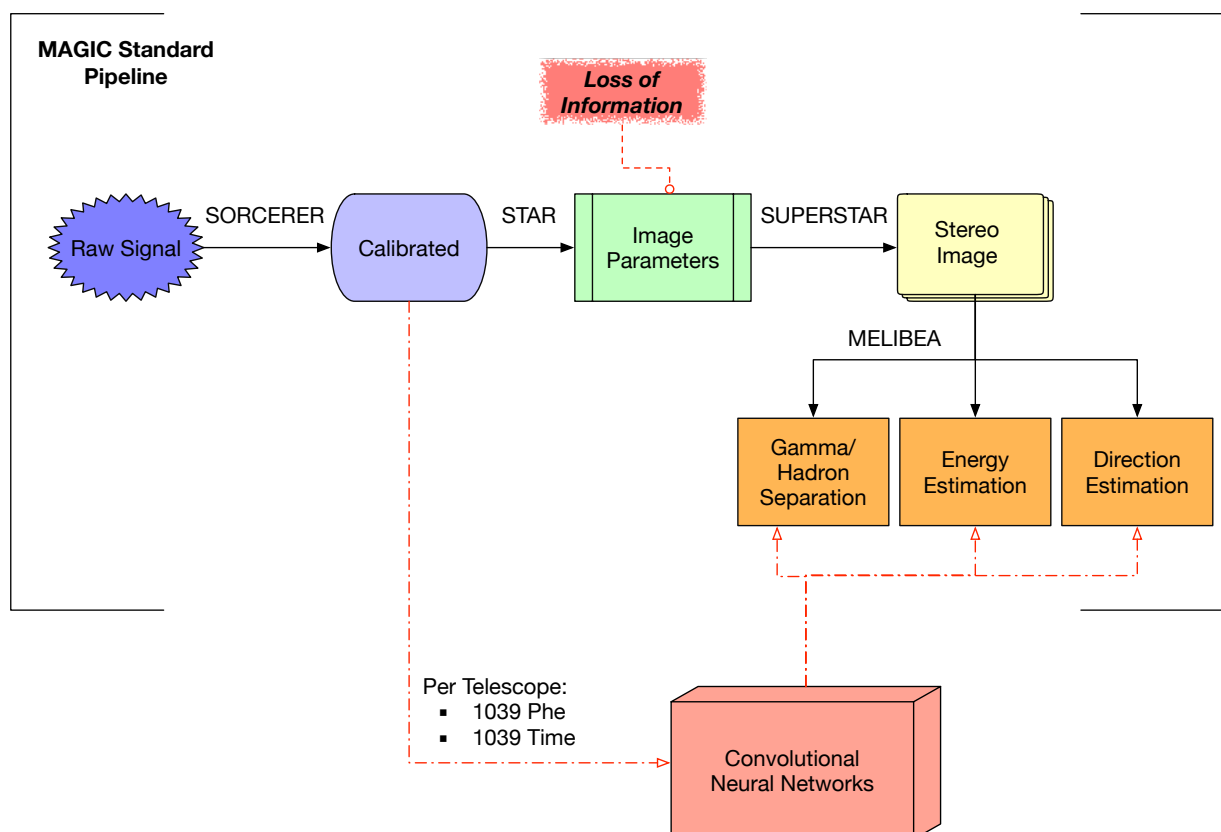 MAGIC Standard
Pipeline
Loss of
Information
SORCERER
STAR
SUPERSTAR
Raw Signal
Calibrated
Image
Parameters
Stereo
Image
MELIBEA
Gamma/
Hadron
Separation
Energy
Estimation
Direction
Estimation
Per Telescope:
▪ 1039 Phe
▪ 1039 Time
Convolutional
Neural Networks